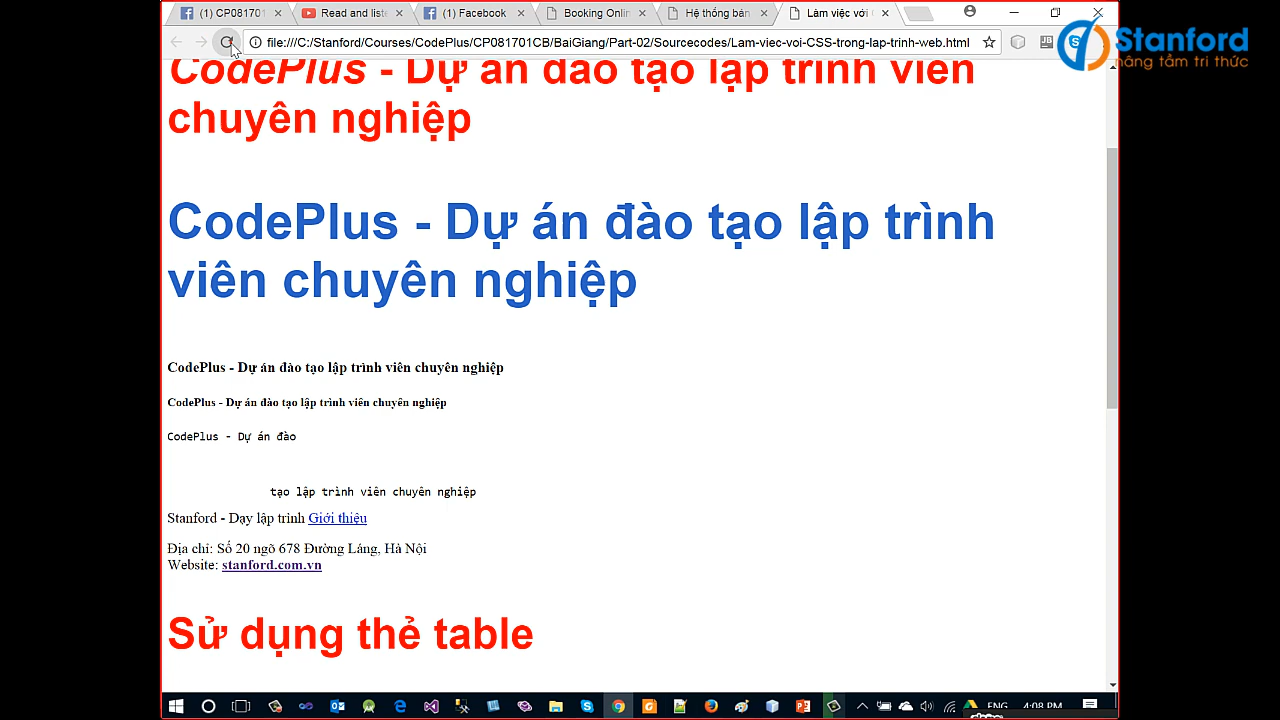 (1) CP081701
Read and liste
(1) Facebook
Booking Onlin
Hệ thống bán
Làm việc với C
file:///C:/Stanford/Courses/CodePlus/CP081701CB/BaiGiang/Part-02/Sourcecodes/Lam-viec-voi-CSS-trong-lap-trinh-web.html
Stanford
nâng tầm tri thức
CodePlus - Dự án đào tạo lập trình viên
chuyên nghiệp
CodePlus - Dự án đào tạo lập trình
viên chuyên nghiệp
CodePlus - Dự án đào tạo lập trình viên chuyên nghiệp
CodePlus - Dự án đào tạo lập trình viên chuyên nghiệp
CodePlus - Dự án đào
tạo lập trình viên chuyên nghiệp
Stanford - Dạy lập trình Giới thiệu
Địa chỉ: Số 20 ngõ 678 Đường Láng, Hà Nội
Website: stanford.com.vn
Sử dụng thẻ table
ENG
4:08 PM